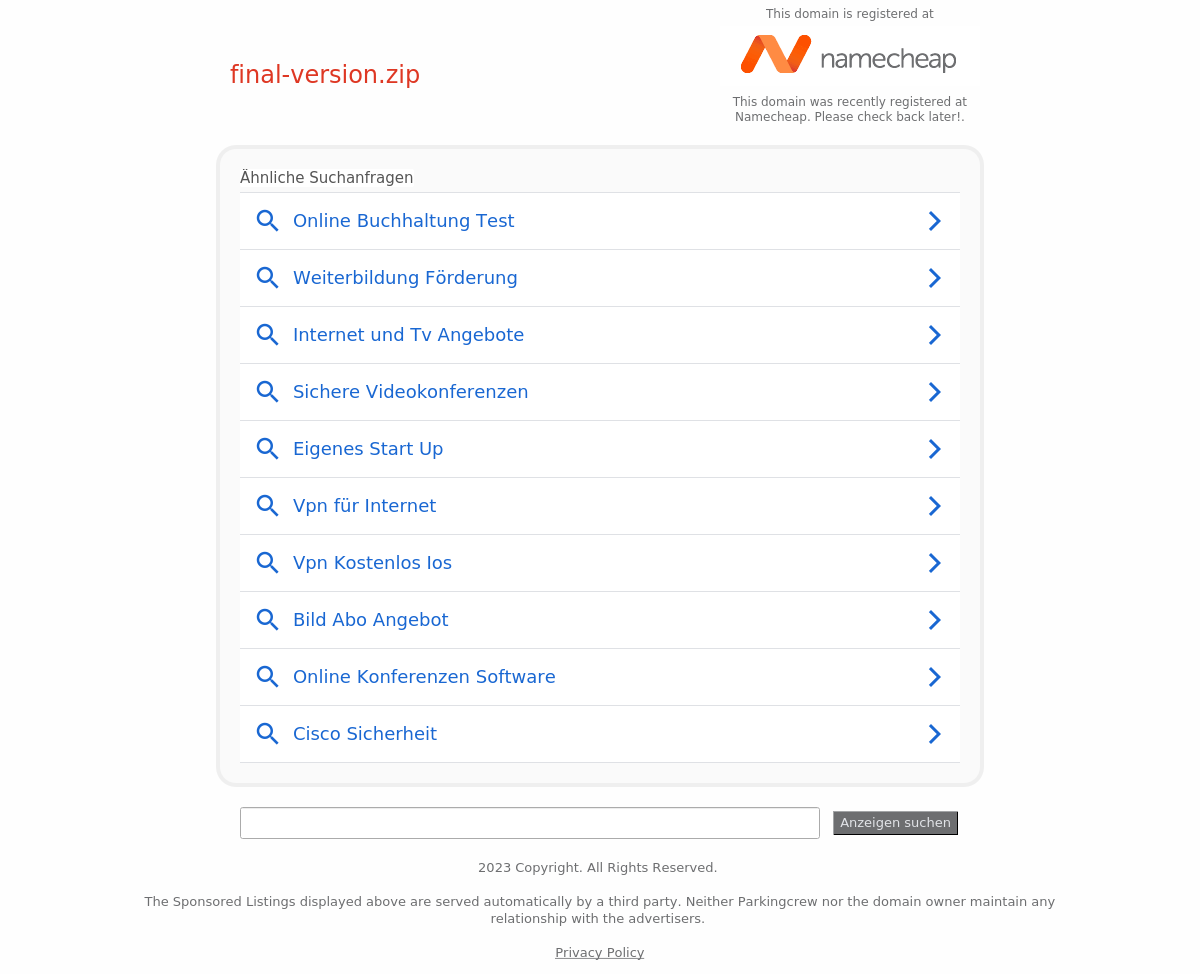 This domain is registered at
namecheap
final-version.zip
This domain was recently registered at
Namecheap. Please check back later!.
Ähnliche Suchanfragen
Online Buchhaltung Test
Weiterbildung Förderung
Internet und Tv Angebote
Sichere Videokonferenzen
Eigenes Start Up
Vpn für Internet
Vpn Kostenlos Ios
Bild Abo Angebot
Online Konferenzen Software
Cisco Sicherheit
Anzeigen suchen
2023 Copyright. All Rights Reserved.
The Sponsored Listings displayed above are served automatically by a third party. Neither Parkingcrew nor the domain owner maintain any
relationship with the advertisers.
Privacy Policy